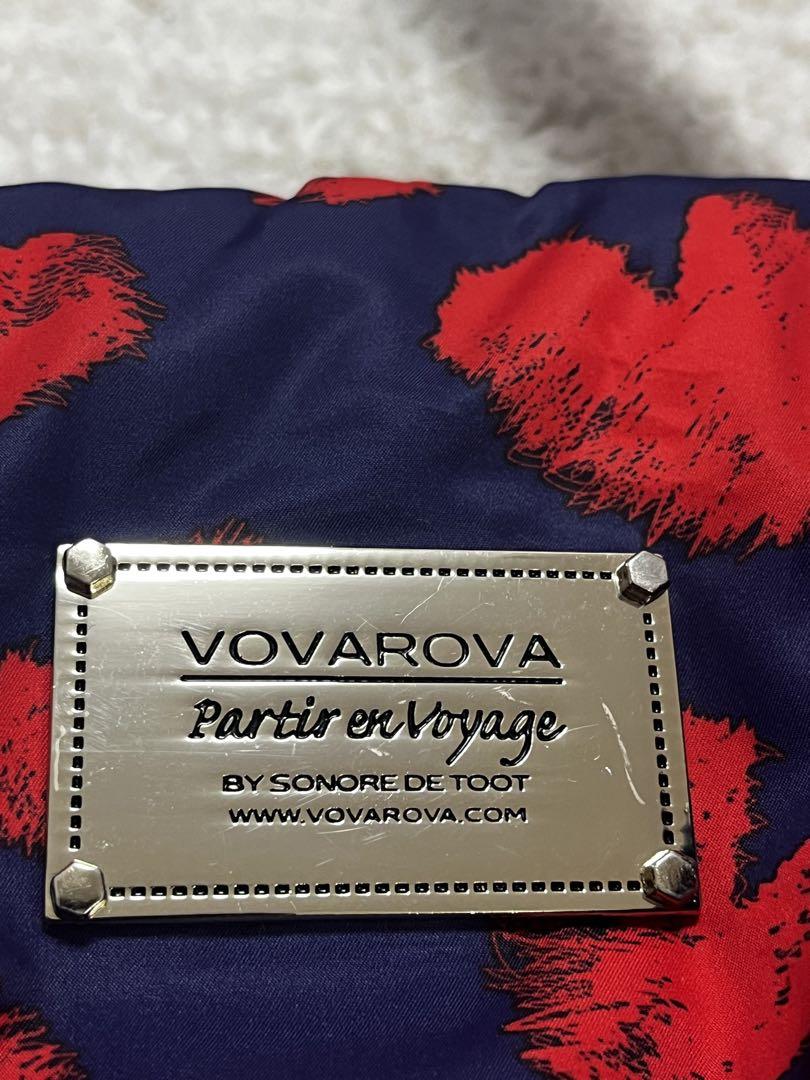 VOVAROVA
Partir en Voyage
BY SONORE DE TOOT
WWW.VOVAROVA.COM